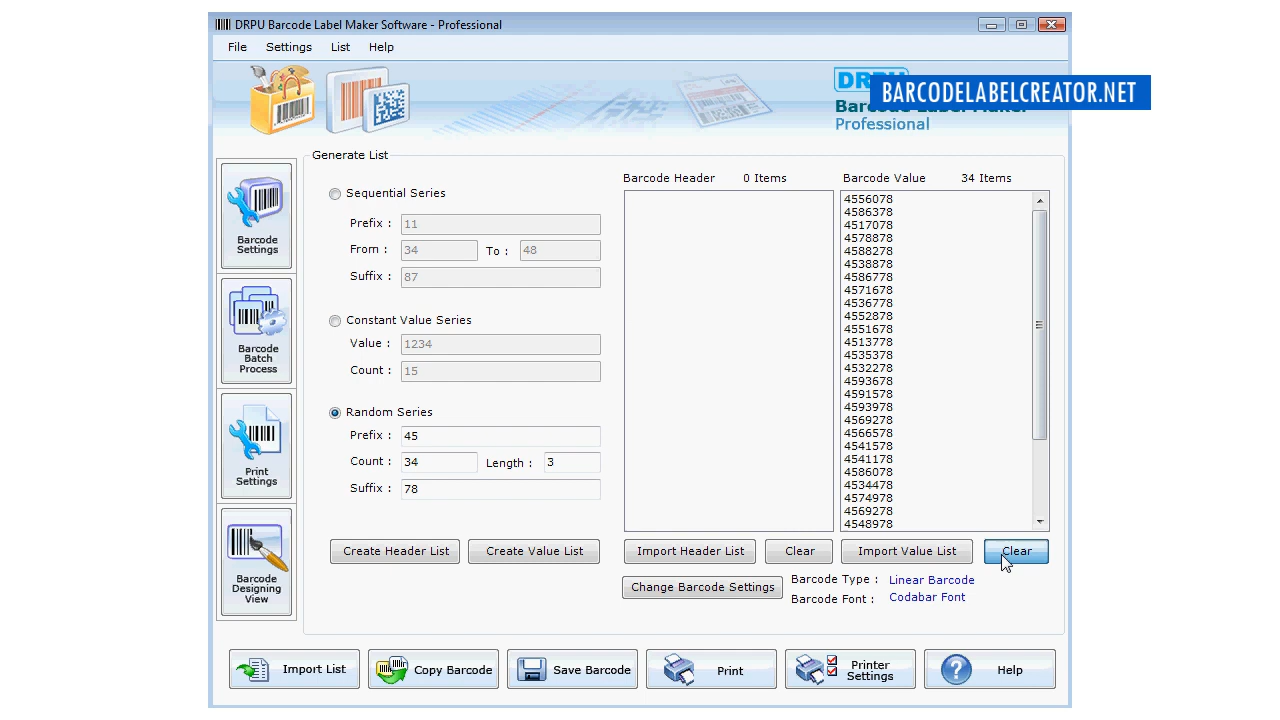 DRPU Barcode Label Maker Software - Professional
File Settings List Help
BARCODELABELCREATOR.NET
Professional
Generate List
Barcode Header 0 Items
Barcode Value 34 Items
Sequential Series
Prefix : 11
From : 34 To : 48
Suffix : 87
Constant Value Series
Value : 1234
Count : 15
Random Series
Prefix : 45
Count : 34 Length : 3
Suffix : 78
4556078
4586378
4517078
4578878
4588278
4538878
4586778
4571678
4536778
4552878
4551678
4513778
4535378
4532278
4593678
4591578
4593978
4569278
4566578
4541578
4541178
4586078
4534478
4574978
4569278
4548978
Barcode
Settings
Barcode
Batch
Process
Print
Settings
Barcode
Designing
View
Create Header List Create Value List Import Header List Clear Import Value List Clear
Change Barcode Settings
Barcode Type : Linear Barcode
Barcode Font : Codabar Font
Import List Copy Barcode Save Barcode Print Printer
Settings Help